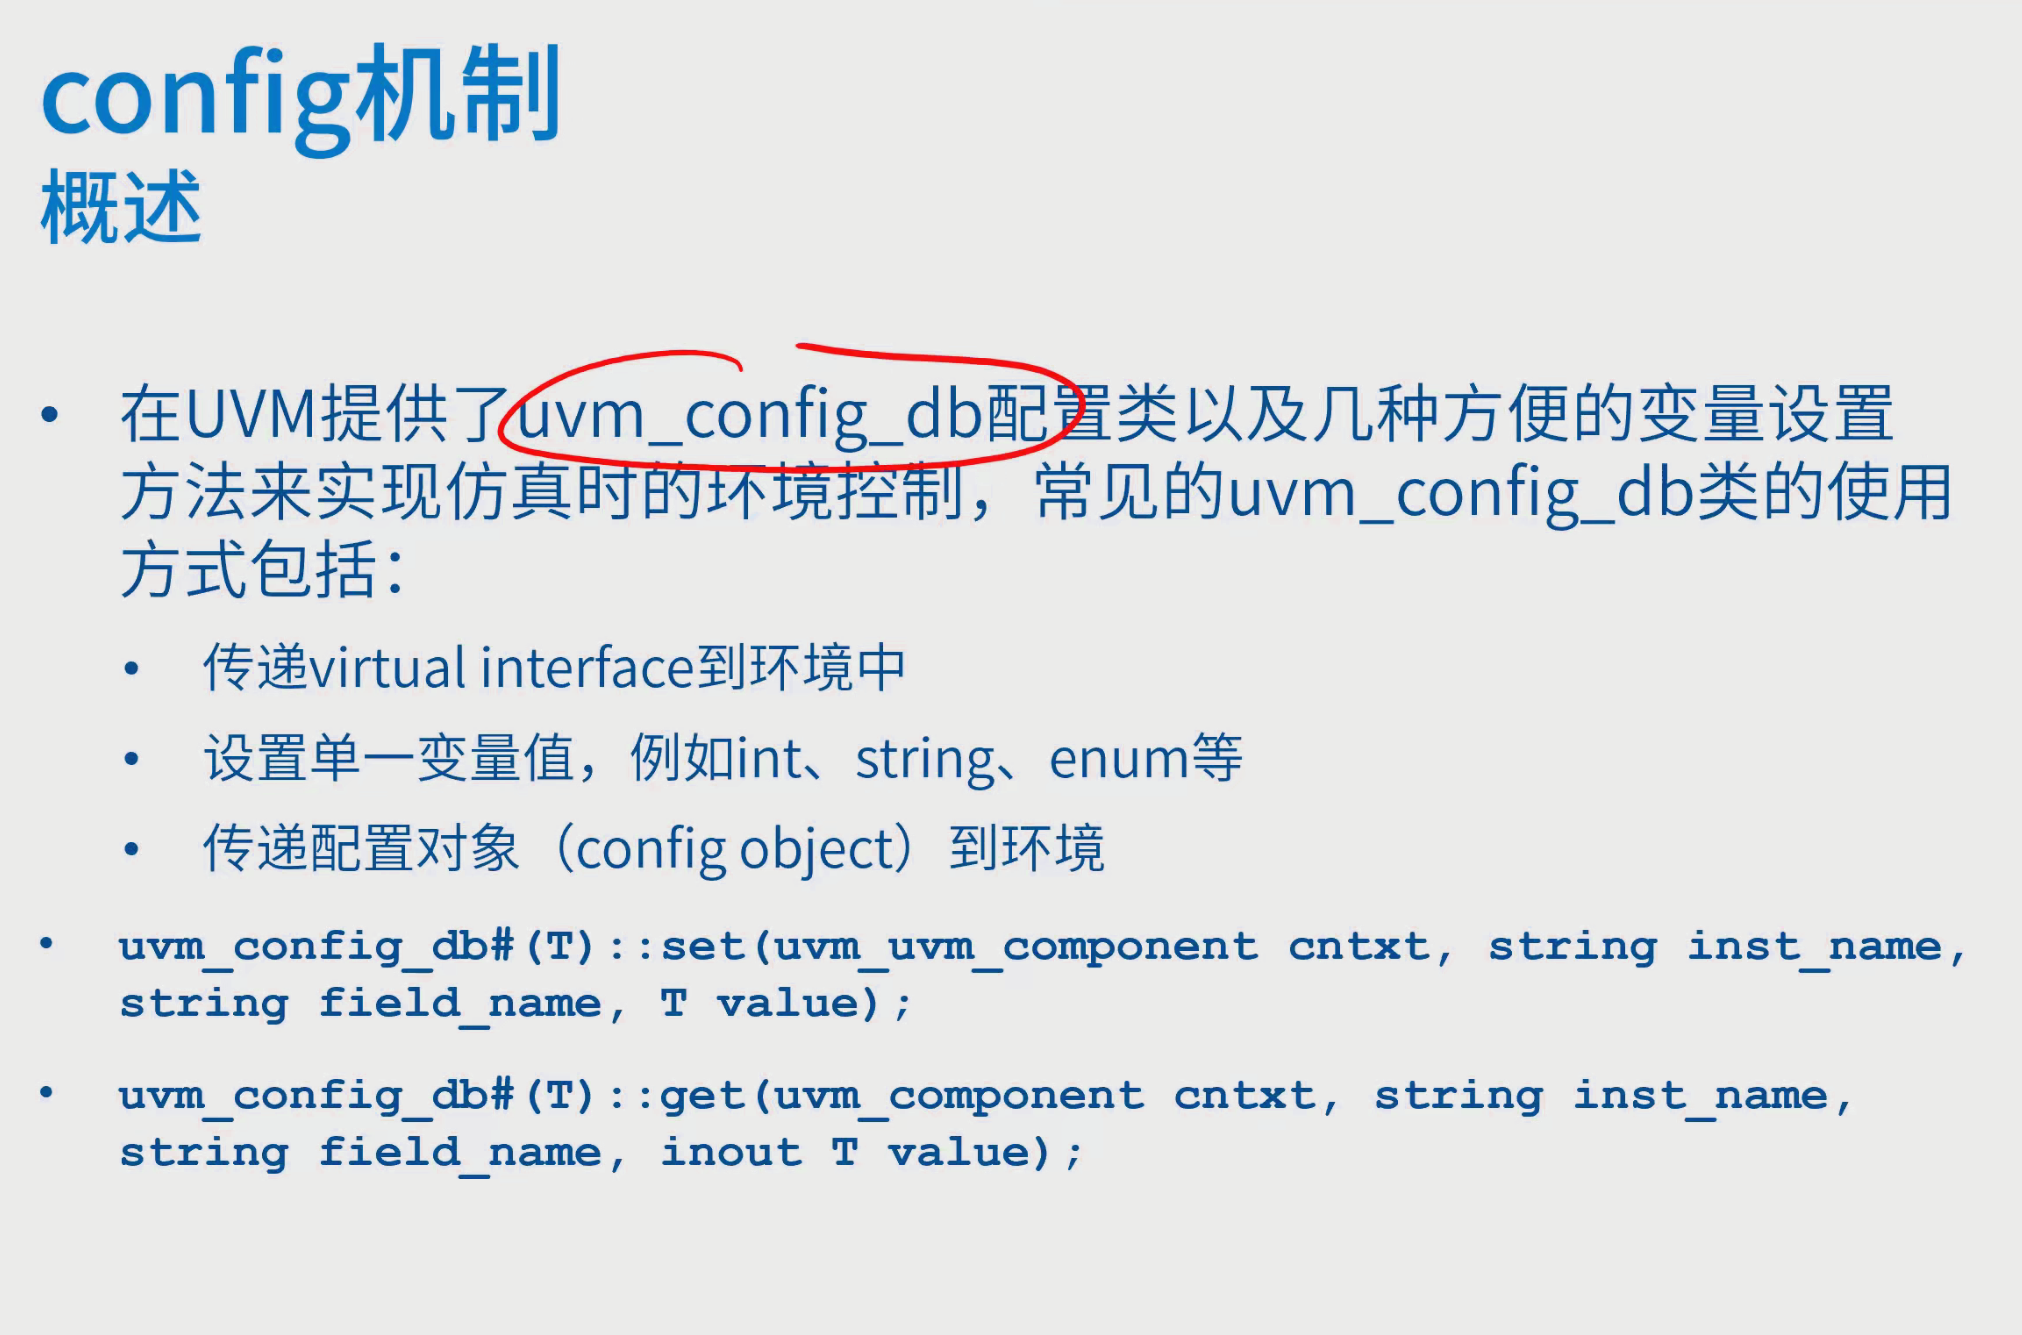 config机制
概述
• 在UVM提供了uvm_config_db配置类以及几种方便的变量设置
方法来实现仿真时的环境控制，常见的uvm_config_db类的使用
方式包括：
• 传递virtual interface到环境中
• 设置单一变量值，例如int、string、enum等
• 传递配置对象（config object）到环境
• uvm_config_db#(T)::set(uvm_uvm_component cntxt, string inst_name,
string field_name, T value);
• uvm_config_db#(T)::get(uvm_component cntxt, string inst_name,
string field_name, inout T value);